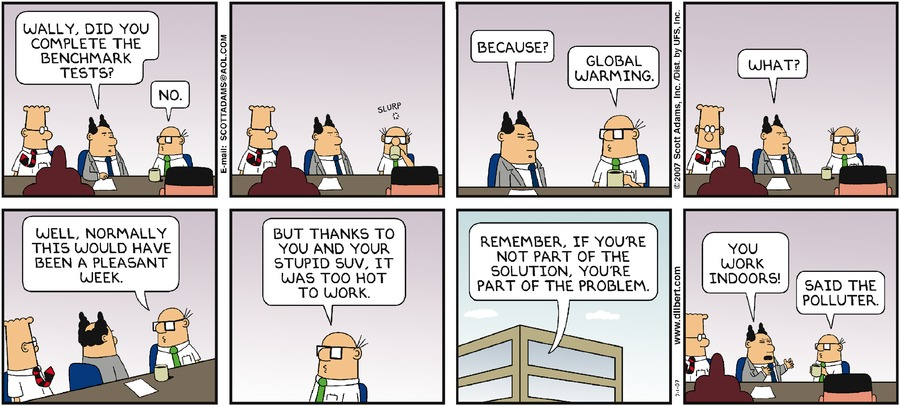 WALLY, DID YOU
COMPLETE THE
BENCHMARK
TESTS?
NO.
E-mail: SCOTTADAMS@AOL.COM
SLURP
BECAUSE?
GLOBAL
WARMING.
©2007 Scott Adams, Inc./Dist. by UFS, Inc.
WHAT?
WELL, NORMALLY
THIS WOULD HAVE
BEEN A PLEASANT
WEEK.
BUT THANKS TO
YOU AND YOUR
STUPID SUV, IT
WAS TOO HOT
TO WORK.
REMEMBER, IF YOU'RE
NOT PART OF THE
SOLUTION, YOU'RE
PART OF THE PROBLEM.
www.dilbert.com
YOU
WORK
INDOORS!
SAID THE
POLLUTER.